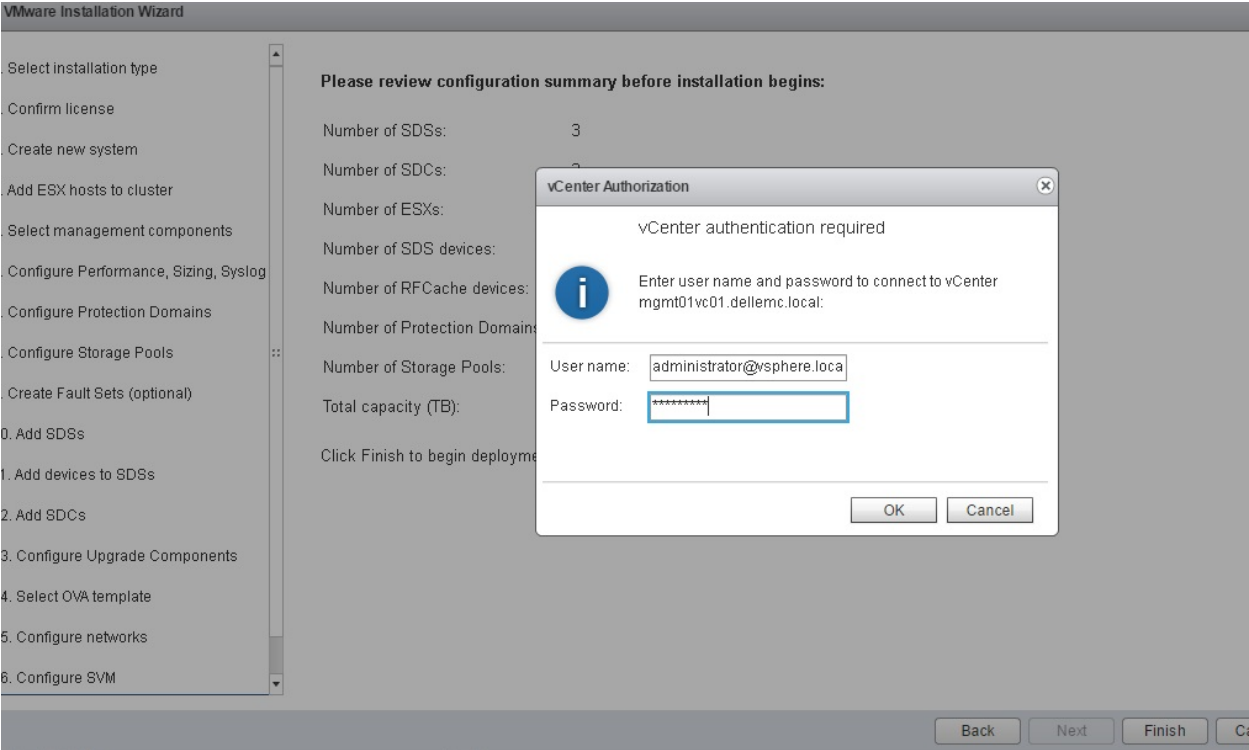 VMware Installation Wizard
. Select installation type
. Confirm license
. Create new system
. Add ESX hosts to cluster
. Select management components
. Configure Performance, Sizing, Syslog
. Configure Protection Domains
. Configure Storage Pools
. Create Fault Sets (optional)
0. Add SDSs
1. Add devices to SDSs
2. Add SDCs
3. Configure Upgrade Components
4. Select OVA template
5. Configure networks
6. Configure SVM
Please review configuration summary before installation begins:
Number of SDSs: 3
Number of SDCs:
Number of ESXs:
Number of SDS devices:
Number of RFCache devices:
Number of Protection Domains
Number of Storage Pools:
Total capacity (TB):
Click Finish to begin deployme
vCenter Authorization
vCenter authentication required
Enter user name and password to connect to vCenter
mgmt01vc01.dellemc.local:
User name: administrator@vsphere.loca
Password: *********
OK Cancel
Back Next Finish Ca